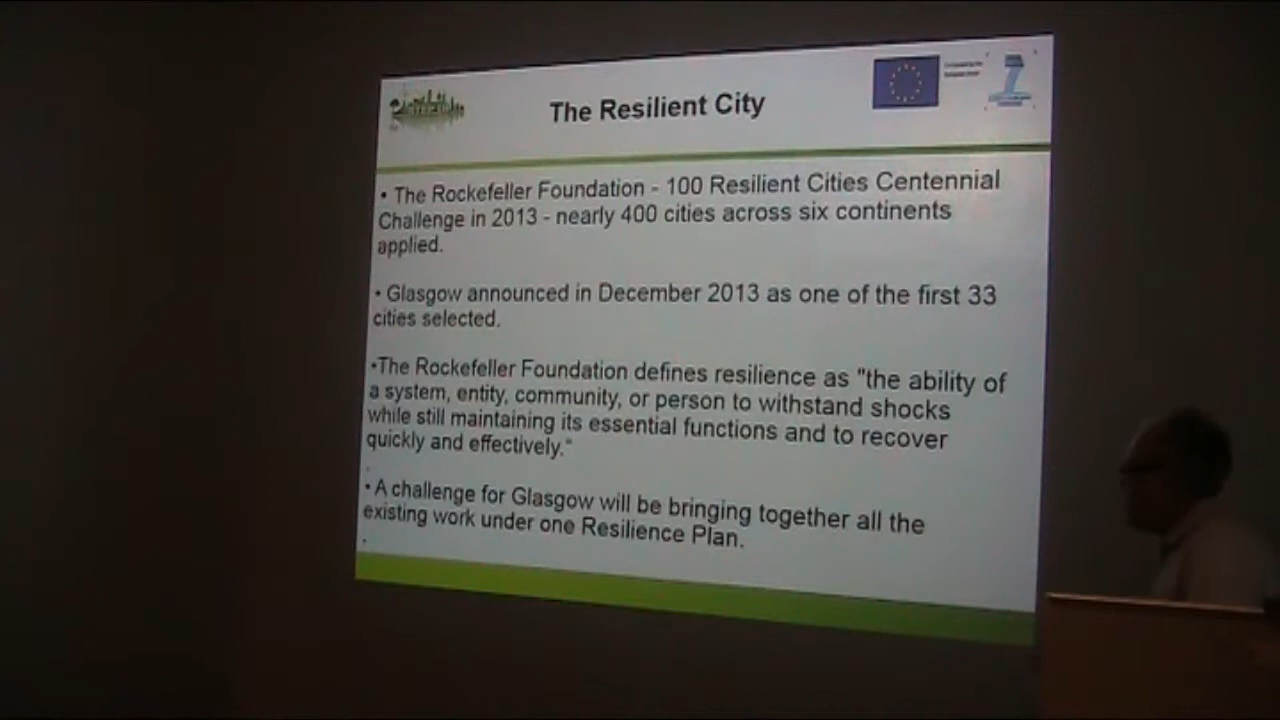 The Resilient City
• The Rockefeller Foundation - 100 Resilient Cities Centennial
Challenge in 2013 - nearly 400 cities across six continents
applied.
• Glasgow announced in December 2013 as one of the first 33
cities selected.
•The Rockefeller Foundation defines resilience as "the ability of
a system, entity, community, or person to withstand shocks
while still maintaining its essential functions and to recover
quickly and effectively."
• A challenge for Glasgow will be bringing together all the
existing work under one Resilience Plan.